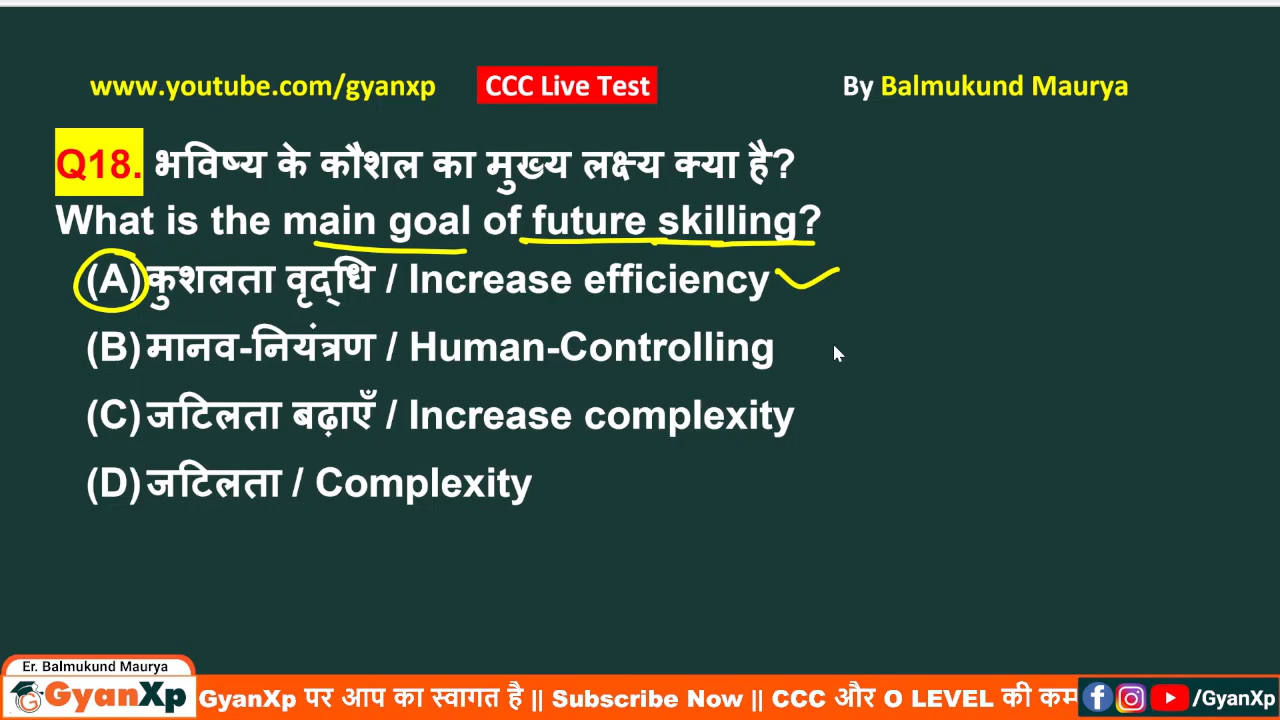 www.youtube.com/gyanxp CCC Live Test By Balmukund Maurya
Q18. भविष्य के कौशल का मुख्य लक्ष्य क्या है?
What is the main goal of future skilling?
(A) कुशलता वृद्धि / Increase efficiency
(B) मानव-नियंत्रण / Human-Controlling
(C) जटिलता बढ़ाएँ / Increase complexity
(D) जटिलता / Complexity
Er. Balmukund Maurya
GyanXp GyanXp पर आप का स्वागत है || Subscribe Now || CCC और O LEVEL की कम /GyanXp